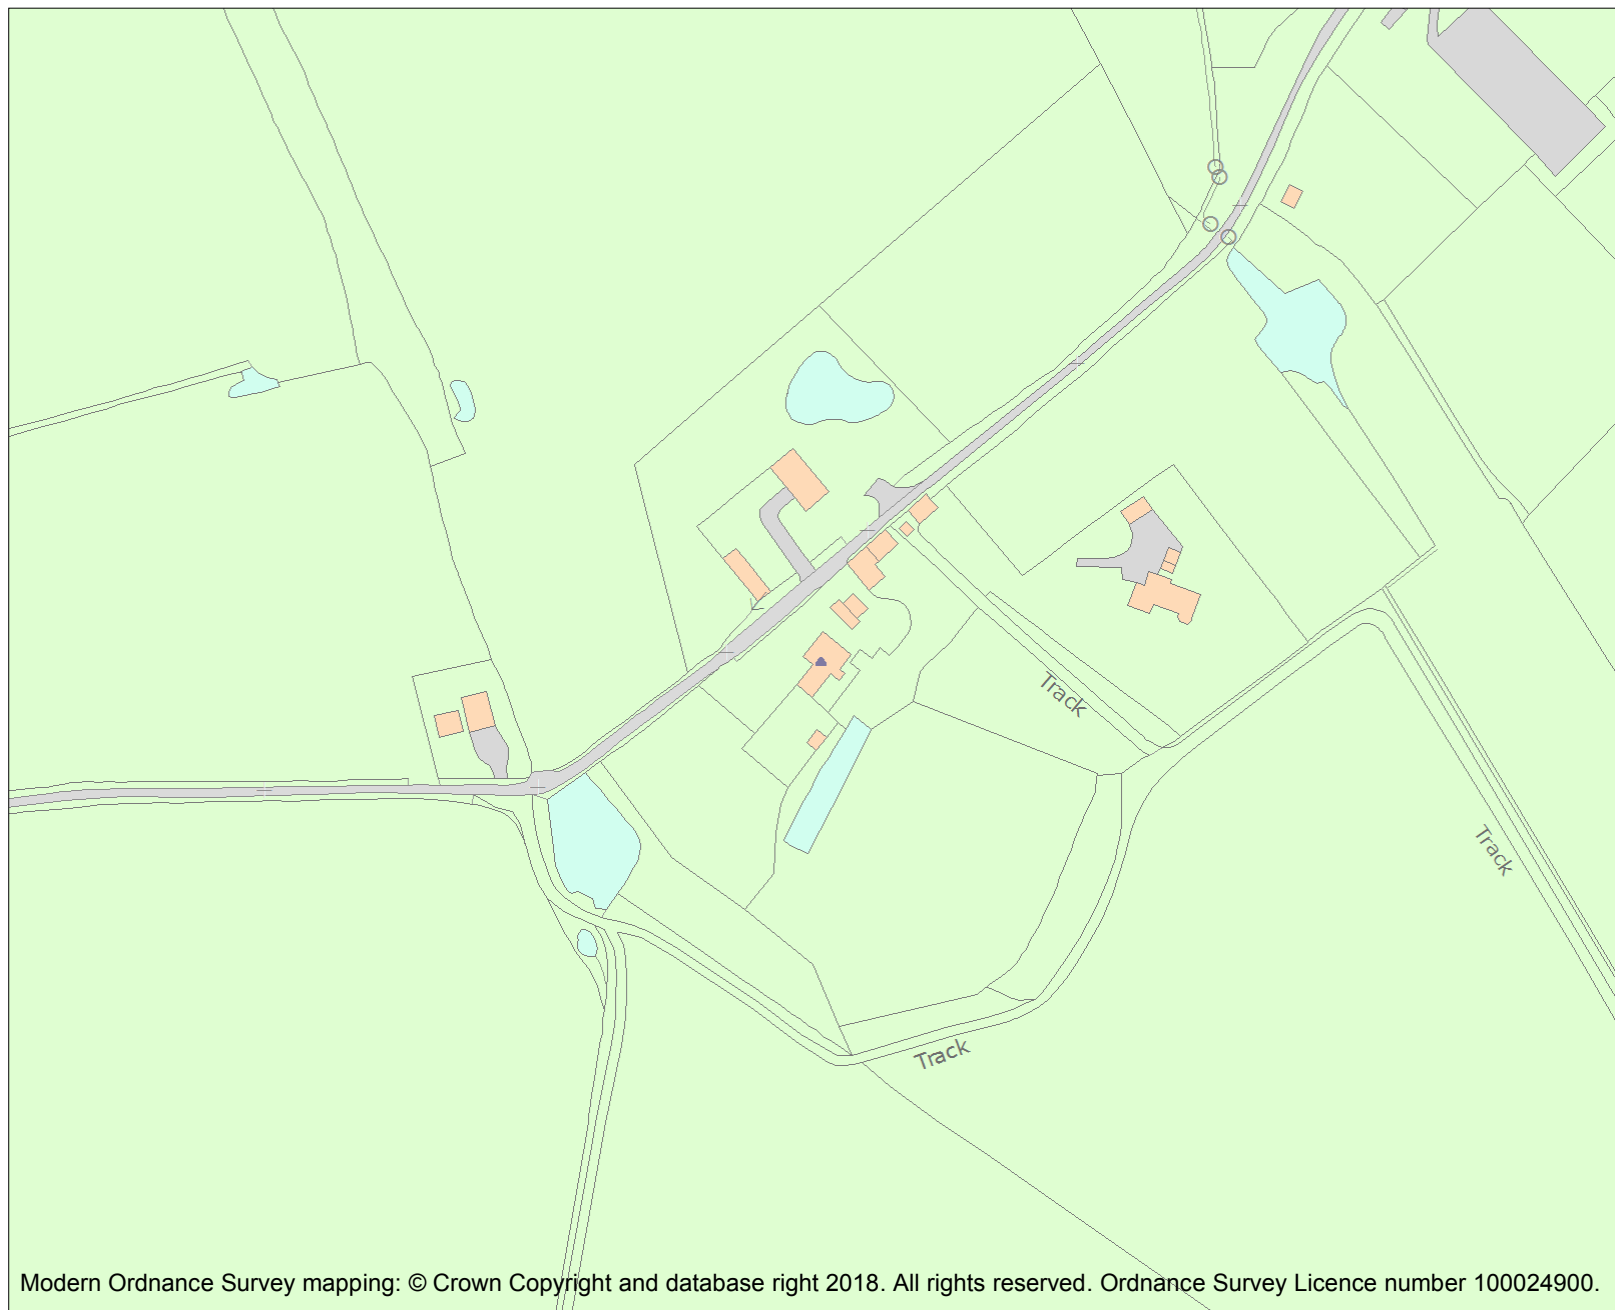 Track
Track
Track
Modern Ordnance Survey mapping: © Crown Copyright and database right 2018. All rights reserved. Ordnance Survey Licence number 100024900.